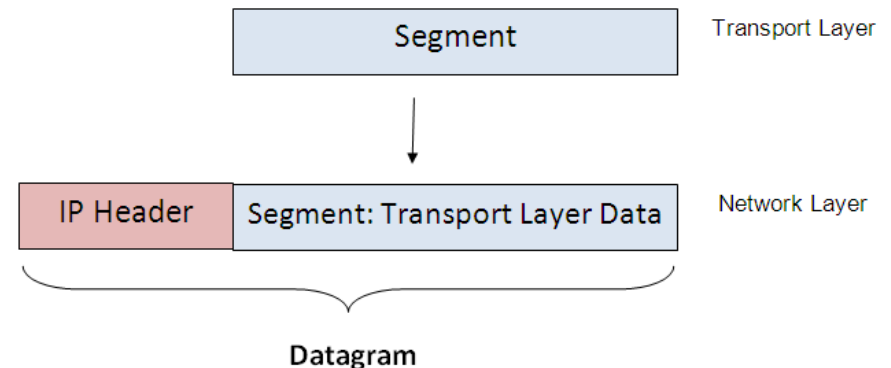 Segment
Transport Layer
IP Header
Segment: Transport Layer Data
Network Layer
Datagram